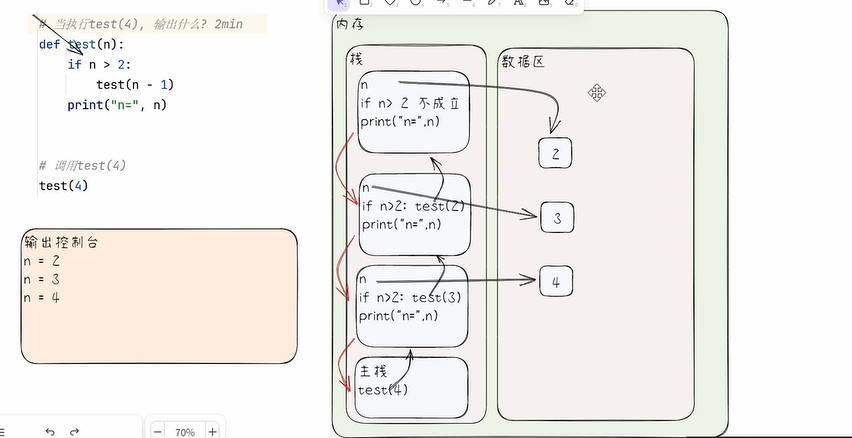 # 当执行test(4), 输出什么? 2min
def test(n):
if n > 2:
test(n - 1)
print("n=", n)
# 调用test(4)
test(4)
输出控制台
n = 2
n = 3
n = 4
内存
栈
n
if n> 2 不成立
print("n=",n)
n
if n>2: test(2)
print("n=",n)
n
if n>2: test(3)
print("n=",n)
主栈
test(4)
数据区
2
3
4
70%